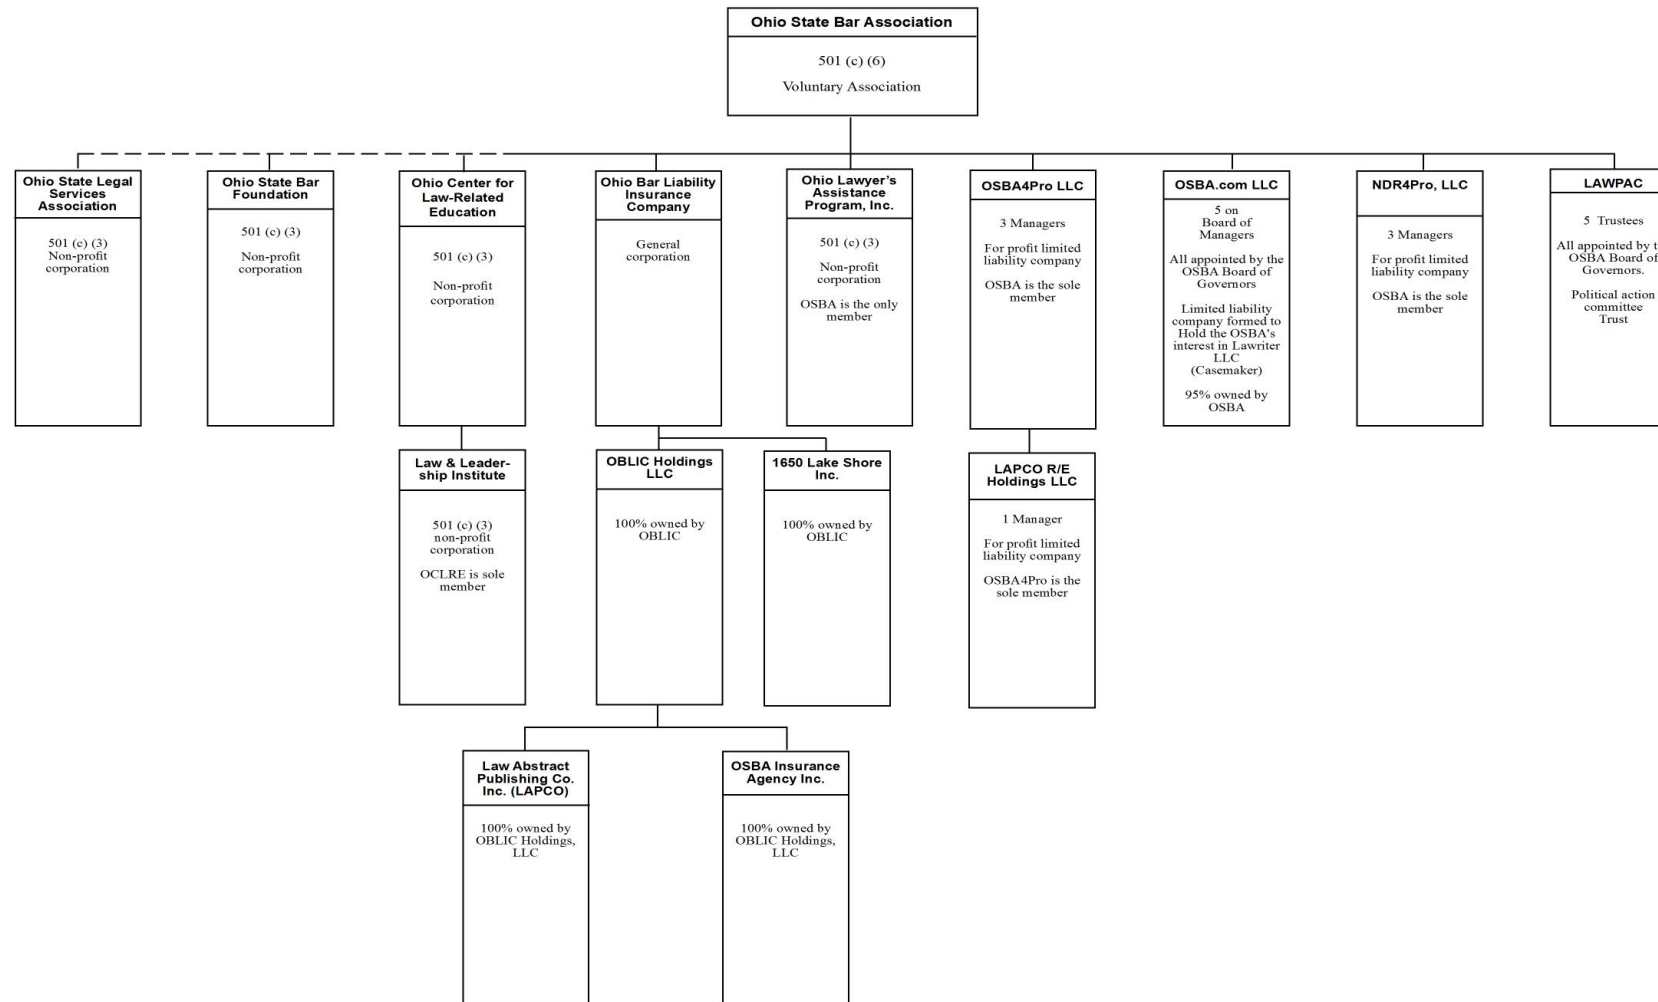 Ohio State Bar Association
501 (c) (6)
Voluntary Association
Ohio State Legal
Services
Association
501 (c) (3)
Non-profit
corporation
Ohio State Bar
Foundation
501 (c) (3)
Non-profit
corporation
Ohio Center for
Law-Related
Education
501 (c) (3)
Non-profit
corporation
Ohio Bar Liability
Insurance
Company
General
corporation
Ohio Lawyer's
Assistance
Program, Inc.
501 (c) (3)
Non-profit
corporation
OSBA is the only
member
OSBA4Pro LLC
3 Managers
For profit limited
liability company
OSBA is the sole
member
OSBA.com LLC
5 on
Board of
Managers
All appointed by the
OSBA Board of
Governors
Limited liability
company formed to
Hold the OSBA's
interest in Lawriter
LLC
(Casemaker)
95% owned by
OSBA
NDR4Pro, LLC
3 Managers
For profit limited
liability company
OSBA is the sole
member
LAWPAC
5 Trustees
All appointed by
OSBA Board of
Governors.
Political action
committee
Trust
Law & Leader-
ship Institute
501 (c) (3)
non-profit
corporation
OCLRE is sole
member
OBLIC Holdings
LLC
100% owned by
OBLIC
1650 Lake Shore
Inc.
100% owned by
OBLIC
LAPCO R/E
Holdings LLC
1 Manager
For profit limited
liability company
OSBA4Pro is the
sole member
Law Abstract
Publishing Co.
Inc. (LAPCO)
100% owned by
OBLIC Holdings,
LLC
OSBA Insurance
Agency Inc.
100% owned by
OBLIC Holdings,
LLC